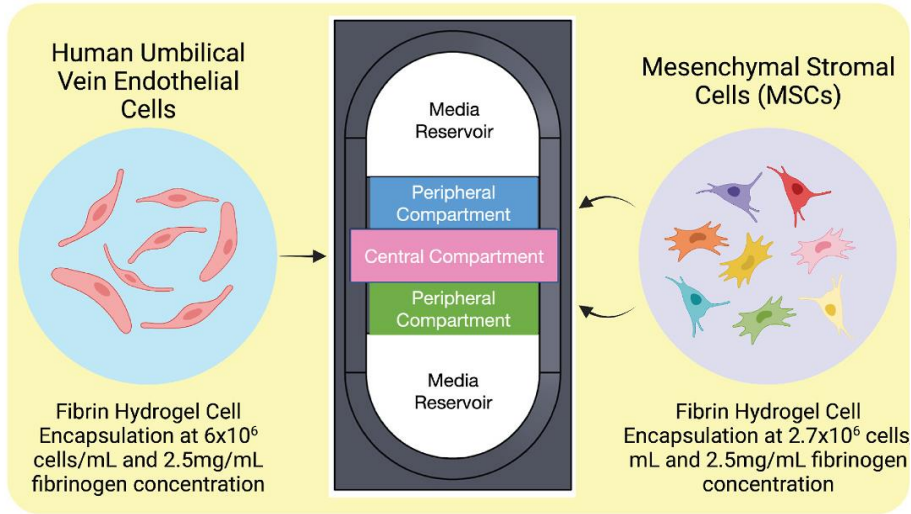 Human Umbilical
Vein Endothelial
Cells
Fibrin Hydrogel Cell
Encapsulation at 6x10⁶
cells/mL and 2.5mg/mL
fibrinogen concentration
Media
Reservoir
Peripheral
Compartment
Central Compartment
Peripheral
Compartment
Media
Reservoir
Mesenchymal Stromal
Cells (MSCs)
Fibrin Hydrogel Cell
Encapsulation at 2.7x10⁶ cells
mL and 2.5mg/mL fibrinogen
concentration